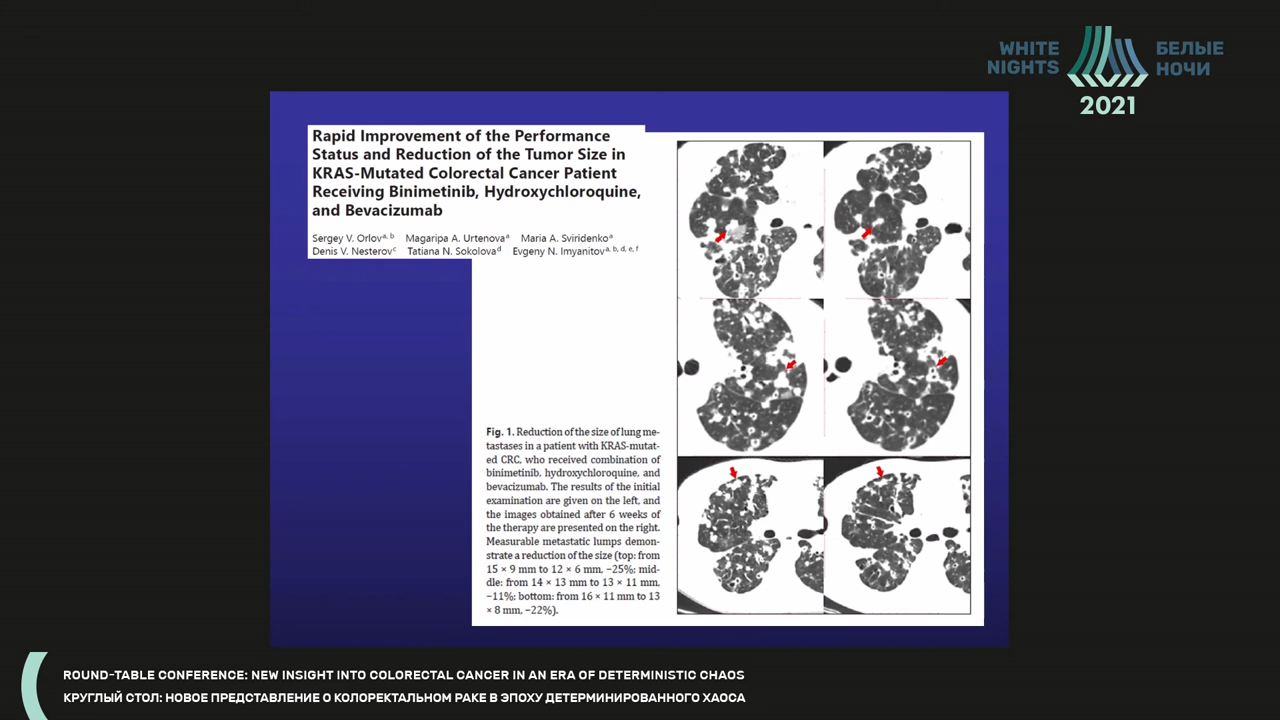 WHITE NIGHTS
БЕЛЫЕ НОЧИ
2021
Rapid Improvement of the Performance
Status and Reduction of the Tumor Size in
KRAS-Mutated Colorectal Cancer Patient
Receiving Binimetinib, Hydroxychloroquine,
and Bevacizumab
Sergey V. Orlov a, b Magaripa A. Urtenova a Maria A. Sviridenko a
Denis V. Nesterov c Tatiana N. Sokolova d Evgeny N. Imyanitov a, b, d, e, f
Fig. 1. Reduction of the size of lung me-
tastases in a patient with KRAS-mutat-
ed CRC, who received combination of
binimetinib, hydroxychloroquine, and
bevacizumab. The results of the initial
examination are given on the left, and
the images obtained after 6 weeks of
the therapy are presented on the right.
Measurable metastatic lumps demon-
strate a reduction of the size (top: from
15 × 9 mm to 12 × 6 mm, −25%; mid-
dle: from 14 × 13 mm to 13 × 11 mm,
−11%; bottom: from 16 × 11 mm to 13
× 8 mm, −22%).
ROUND-TABLE CONFERENCE: NEW INSIGHT INTO COLORECTAL CANCER IN AN ERA OF DETERMINISTIC CHAOS
КРУГЛЫЙ СТОЛ: НОВОЕ ПРЕДСТАВЛЕНИЕ О КОЛОРЕКТАЛЬНОМ РАКЕ В ЭПОХУ ДЕТЕРМИНИРОВАННОГО ХАОСА